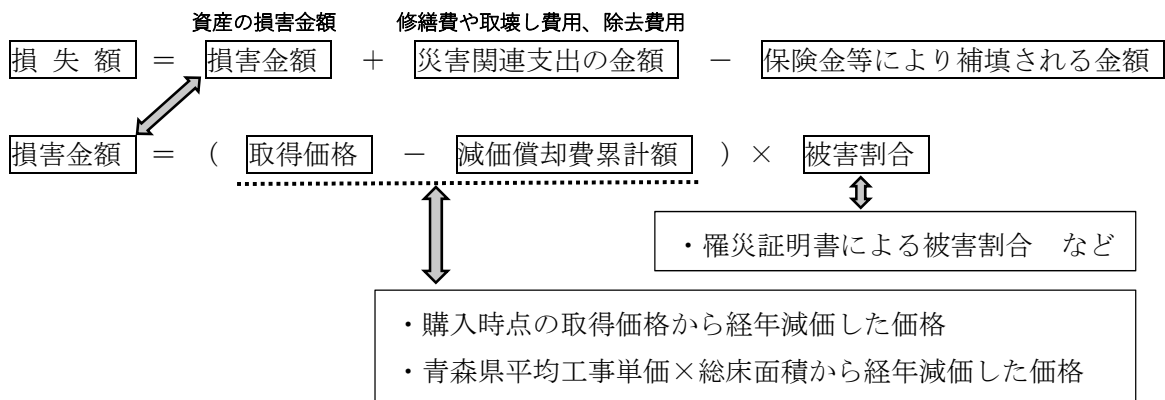 資産の損害金額 修繕費や取壊し費用、除去費用
損 失 額 = 損害金額 + 災害関連支出の金額 － 保険金等により補填される金額
損害金額 = ( 取得価格 － 減価償却費累計額 ) × 被害割合
・罹災証明書による被害割合　など
・購入時点の取得価格から経年減価した価格
・青森県平均工事単価×総床面積から経年減価した価格